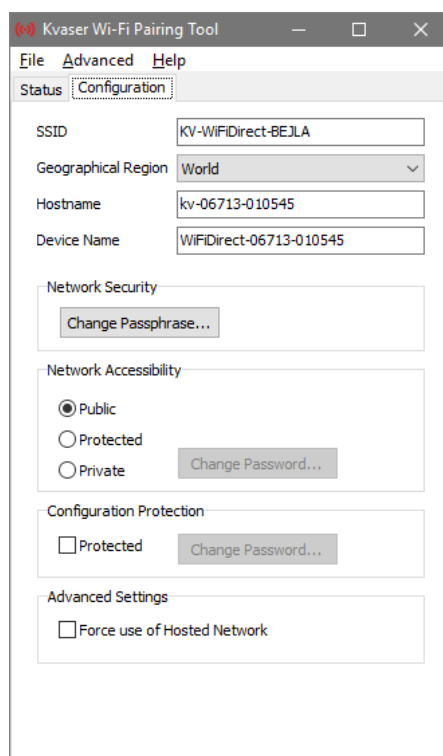 Kvaser Wi-Fi Pairing Tool
File Advanced Help
Status Configuration
SSID KV-WiFiDirect-BEJLA
Geographical Region World
Hostname kv-06713-010545
Device Name WiFiDirect-06713-010545
Network Security
Change Passphrase...
Network Accessibility
Public
Protected
Private Change Password...
Configuration Protection
Protected Change Password...
Advanced Settings
Force use of Hosted Network